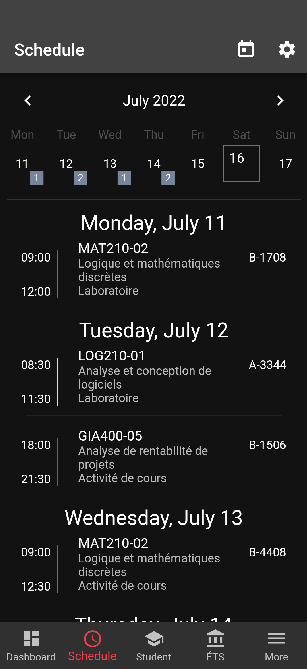 Schedule
July 2022
Mon Tue Wed Thu Fri Sat Sun
11 12 13 14 15 16 17
1 2 1 2
Monday, July 11
09:00 MAT210-02 B-1708
Logique et mathématiques
discrètes
12:00 Laboratoire
Tuesday, July 12
08:30 LOG210-01 A-3344
Analyse et conception de
logiciels
11:30 Laboratoire
18:00 GIA400-05 B-1506
Analyse de rentabilité de
projets
21:30 Activité de cours
Wednesday, July 13
09:00 MAT210-02 B-4408
Logique et mathématiques
discrètes
12:30 Activité de cours
Thursday, July 14
Dashboard Schedule Student ÉTS More